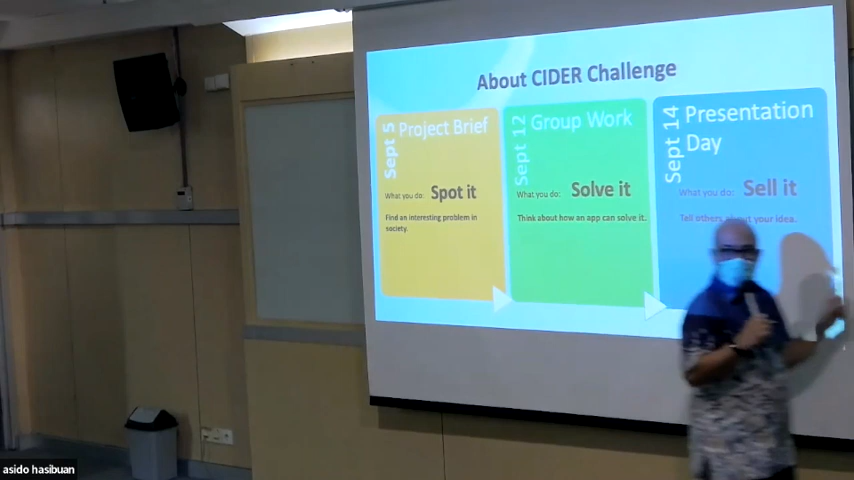 About CIDER Challenge
Sept 5
Project Brief
What you do: Spot it
Find an interesting problem in
society.
Sept 12
Group Work
What you do: Solve it
Think about how an app can solve it.
Sept 14
Presentation
Day
What you do: Sell it
Tell others about your idea.
asido hasibuan